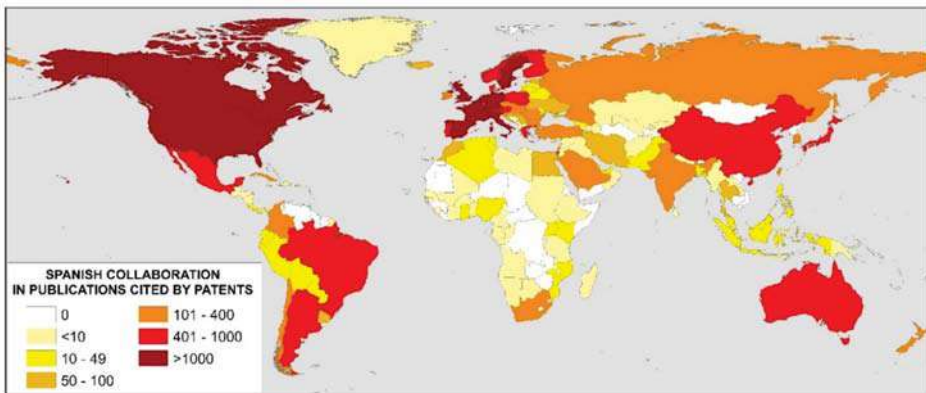 SPANISH COLLABORATION
IN PUBLICATIONS CITED BY PATENTS
0
<10
10 - 49
50 - 100
101 - 400
401 - 1000
>1000